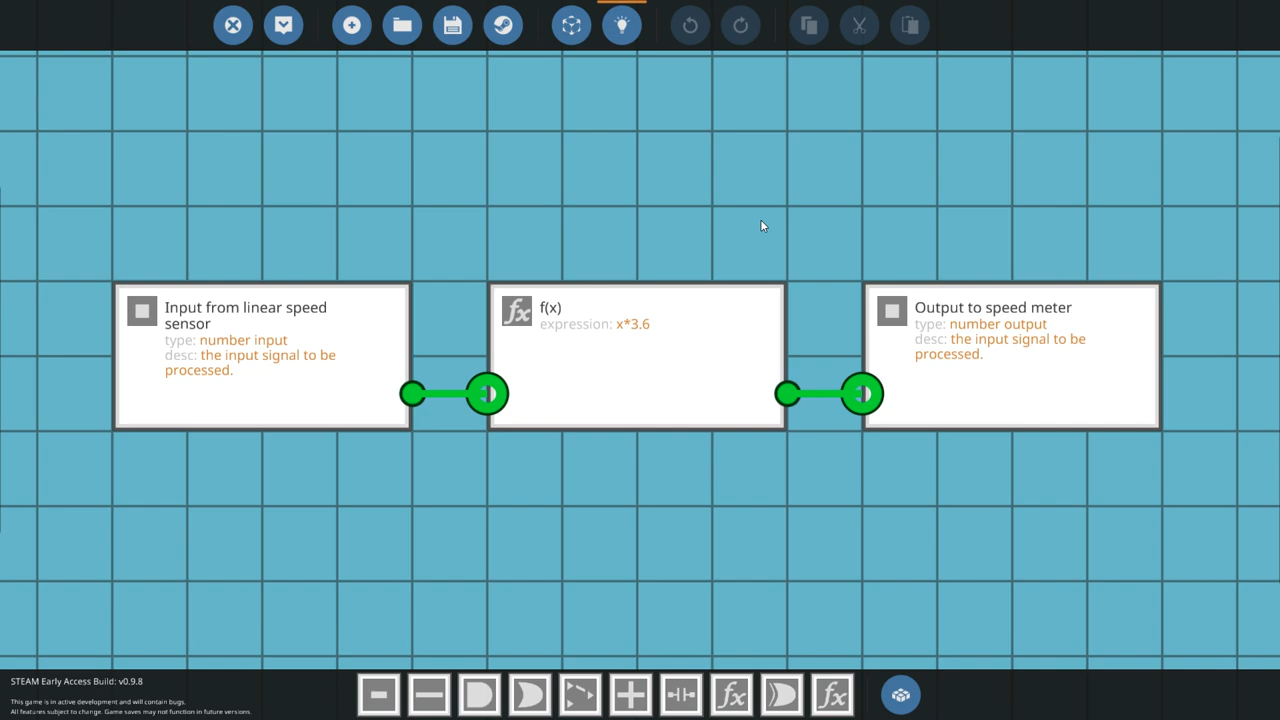 Input from linear speed
sensor
type: number input
desc: the input signal to be
processed.
fx f(x)
expression: x*3.6
Output to speed meter
type: number output
desc: the input signal to be
processed.
STEAM Early Access Build: v0.9.8
This game is in active development and will contain bugs.
All features subject to change. Game saves may not function in future versions.
fx
fx